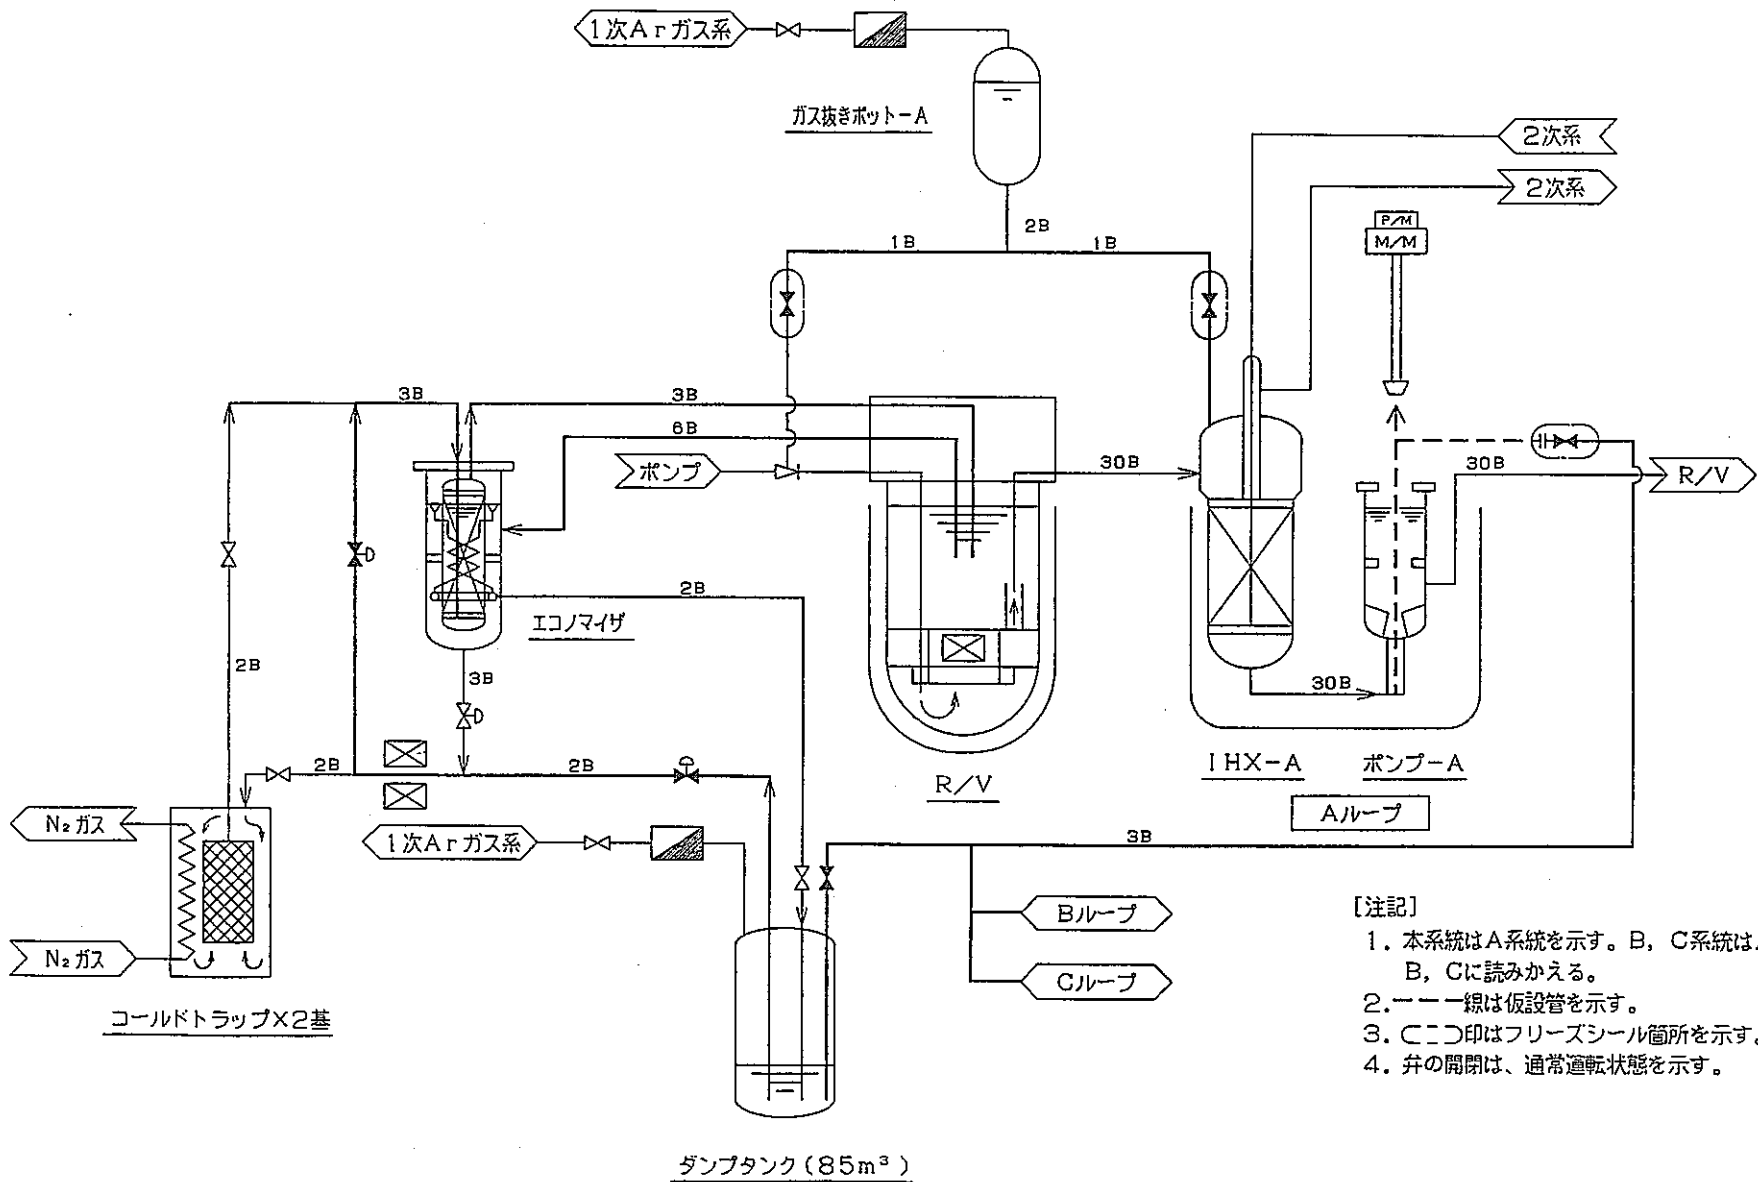 1次Arガス系
ガス抜きポット-A
2次系
2次系
P/M
M/M
2B
1B
1B
3B
3B
6B
ポンプ
30B
30B
R/V
2B
エコノマイザ
2B
3B
30B
2B
2B
IHX-A
ポンプ-A
R/V
Aループ
N₂ガス
1次Arガス系
3B
Bループ
N₂ガス
Cループ
コールドトラップ×2基
ダンプタンク(85m³)
[注記]
1. 本系統はA系統を示す。B, C系統は、
B, Cに読みかえる。
2. ーーー線は仮設管を示す。
3. 印はフリーズシール箇所を示す。
4. 弁の開閉は、通常運転状態を示す。